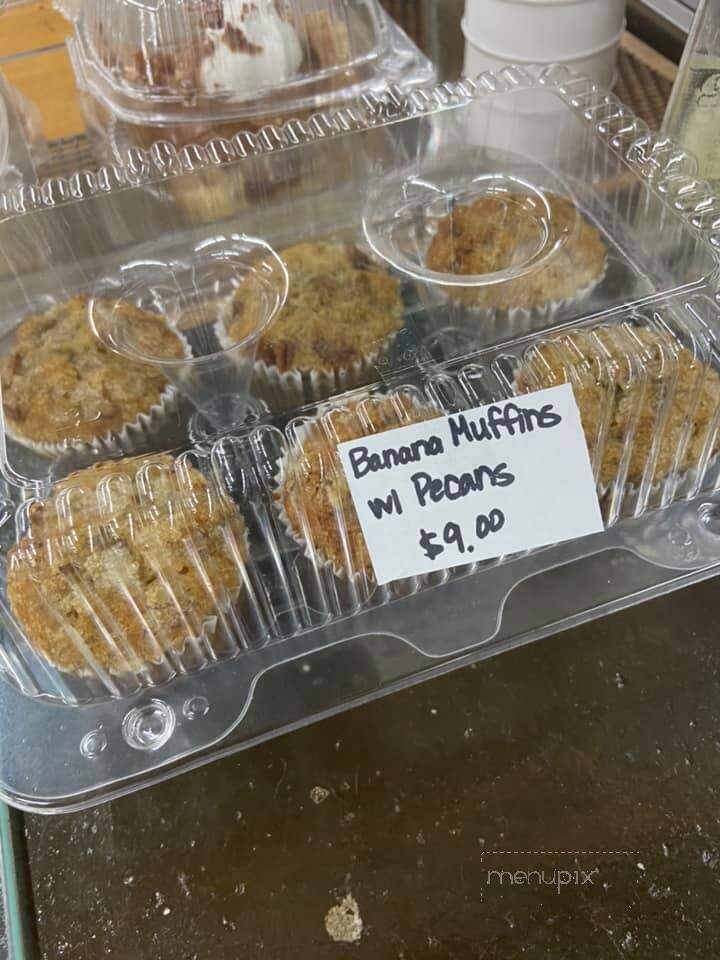 Banana Muffins
w/ Pecans
$9.00
menupix